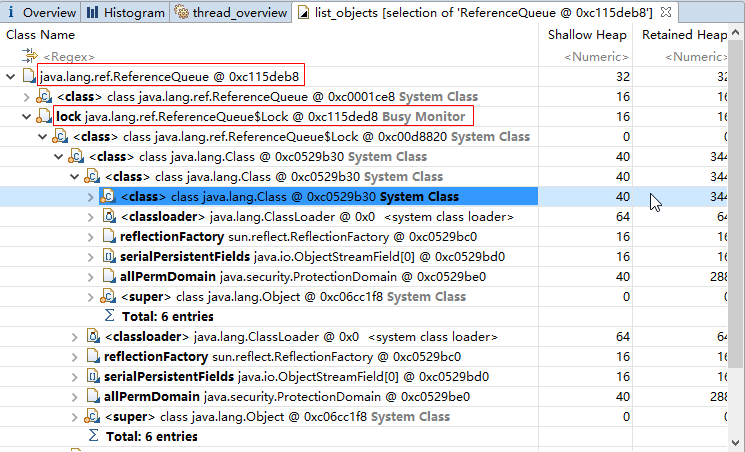 Overview Histogram thread_overview list_objects [selection of 'ReferenceQueue @ 0xc115deb8']
Class Name Shallow Heap Retained Heap
<Regex> <Numeric> <Numeric>
java.lang.ref.ReferenceQueue @ 0xc115deb8 32 32
<class> class java.lang.ref.ReferenceQueue @ 0xc0001ce8 System Class 16 16
lock java.lang.ref.ReferenceQueue$Lock @ 0xc115ded8 Busy Monitor 16 16
<class> class java.lang.ref.ReferenceQueue$Lock @ 0xc00d8820 System Class 0 0
<class> class java.lang.Class @ 0xc0529b30 System Class 40 344
<class> class java.lang.Class @ 0xc0529b30 System Class 40 344
<class> class java.lang.Class @ 0xc0529b30 System Class 40 344
<classloader> java.lang.ClassLoader @ 0x0 <system class loader> 64 64
reflectionFactory sun.reflect.ReflectionFactory @ 0xc0529bc0 16 16
serialPersistentFields java.io.ObjectStreamField[0] @ 0xc0529bd0 16 16
allPermDomain java.security.ProtectionDomain @ 0xc0529be0 40 288
<super> class java.lang.Object @ 0xc06cc1f8 System Class 0 0
Σ Total: 6 entries
<classloader> java.lang.ClassLoader @ 0x0 <system class loader> 64 64
reflectionFactory sun.reflect.ReflectionFactory @ 0xc0529bc0 16 16
serialPersistentFields java.io.ObjectStreamField[0] @ 0xc0529bd0 16 16
allPermDomain java.security.ProtectionDomain @ 0xc0529be0 40 288
<super> class java.lang.Object @ 0xc06cc1f8 System Class 0 0
Σ Total: 6 entries